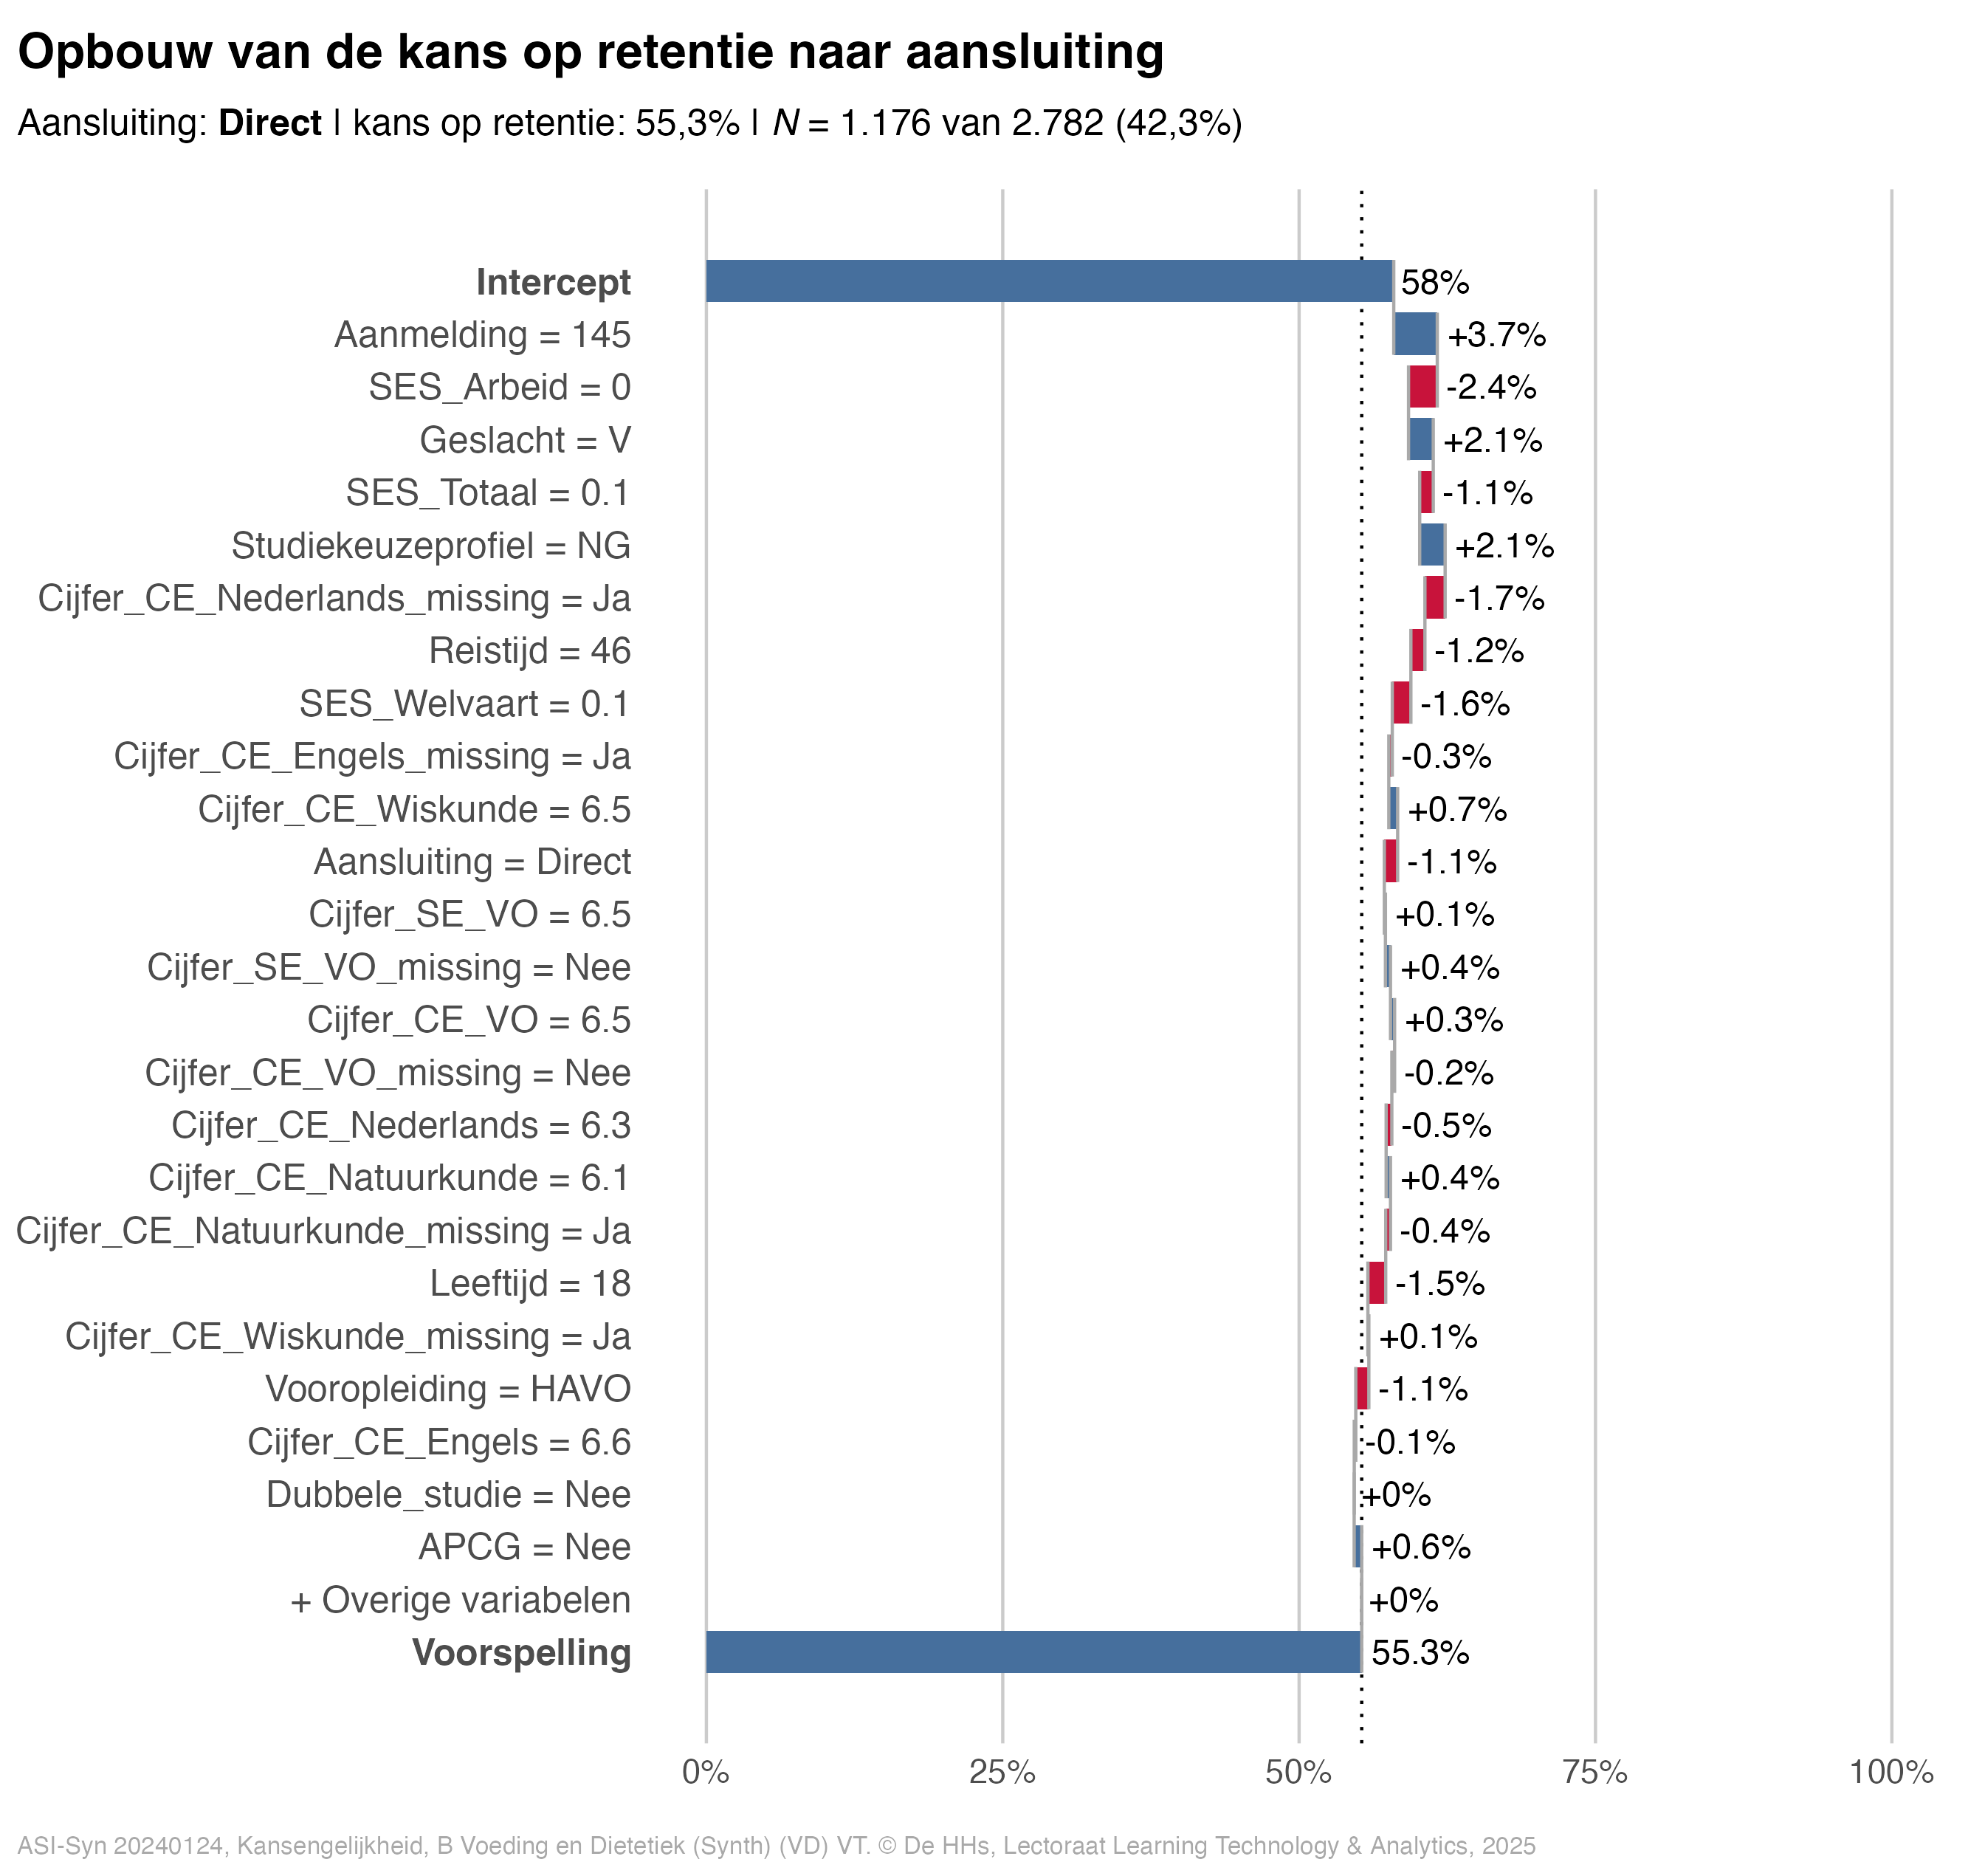 Opbouw van de kans op retentie naar aansluiting
Aansluiting: Direct | kans op retentie: 55,3% | N = 1.176 van 2.782 (42,3%)
Intercept 58%
Aanmelding = 145 +3.7%
SES_Arbeid = 0 -2.4%
Geslacht = V +2.1%
SES_Totaal = 0.1 -1.1%
Studiekeuzeprofiel = NG +2.1%
Cijfer_CE_Nederlands_missing = Ja -1.7%
Reistijd = 46 -1.2%
SES_Welvaart = 0.1 -1.6%
Cijfer_CE_Engels_missing = Ja -0.3%
Cijfer_CE_Wiskunde = 6.5 +0.7%
Aansluiting = Direct -1.1%
Cijfer_SE_VO = 6.5 +0.1%
Cijfer_SE_VO_missing = Nee +0.4%
Cijfer_CE_VO = 6.5 +0.3%
Cijfer_CE_VO_missing = Nee -0.2%
Cijfer_CE_Nederlands = 6.3 -0.5%
Cijfer_CE_Natuurkunde = 6.1 +0.4%
Cijfer_CE_Natuurkunde_missing = Ja -0.4%
Leeftijd = 18 -1.5%
Cijfer_CE_Wiskunde_missing = Ja +0.1%
Vooropleiding = HAVO -1.1%
Cijfer_CE_Engels = 6.6 -0.1%
Dubbele_studie = Nee +0%
APCG = Nee +0.6%
+ Overige variabelen +0%
Voorspelling 55.3%
0% 25% 50% 75% 100%
ASI-Syn 20240124, Kansengelijkheid, B Voeding en Dietetiek (Synth) (VD) VT. © De HHs, Lectoraat Learning Technology & Analytics, 2025